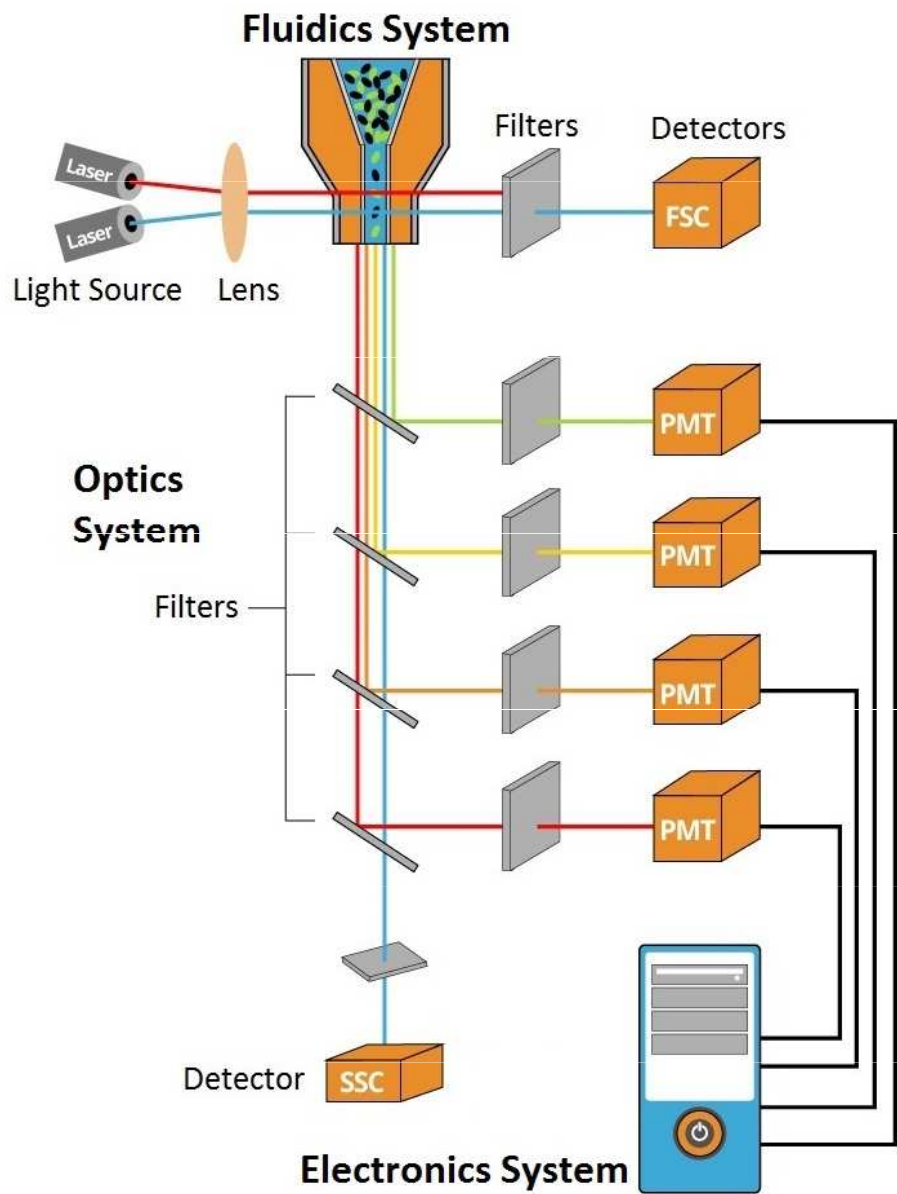 Fluidics System
Filters
Detectors
Laser
Laser
FSC
Light Source
Lens
PMT
Optics
System
PMT
Filters
PMT
PMT
Detector
SSC
Electronics System